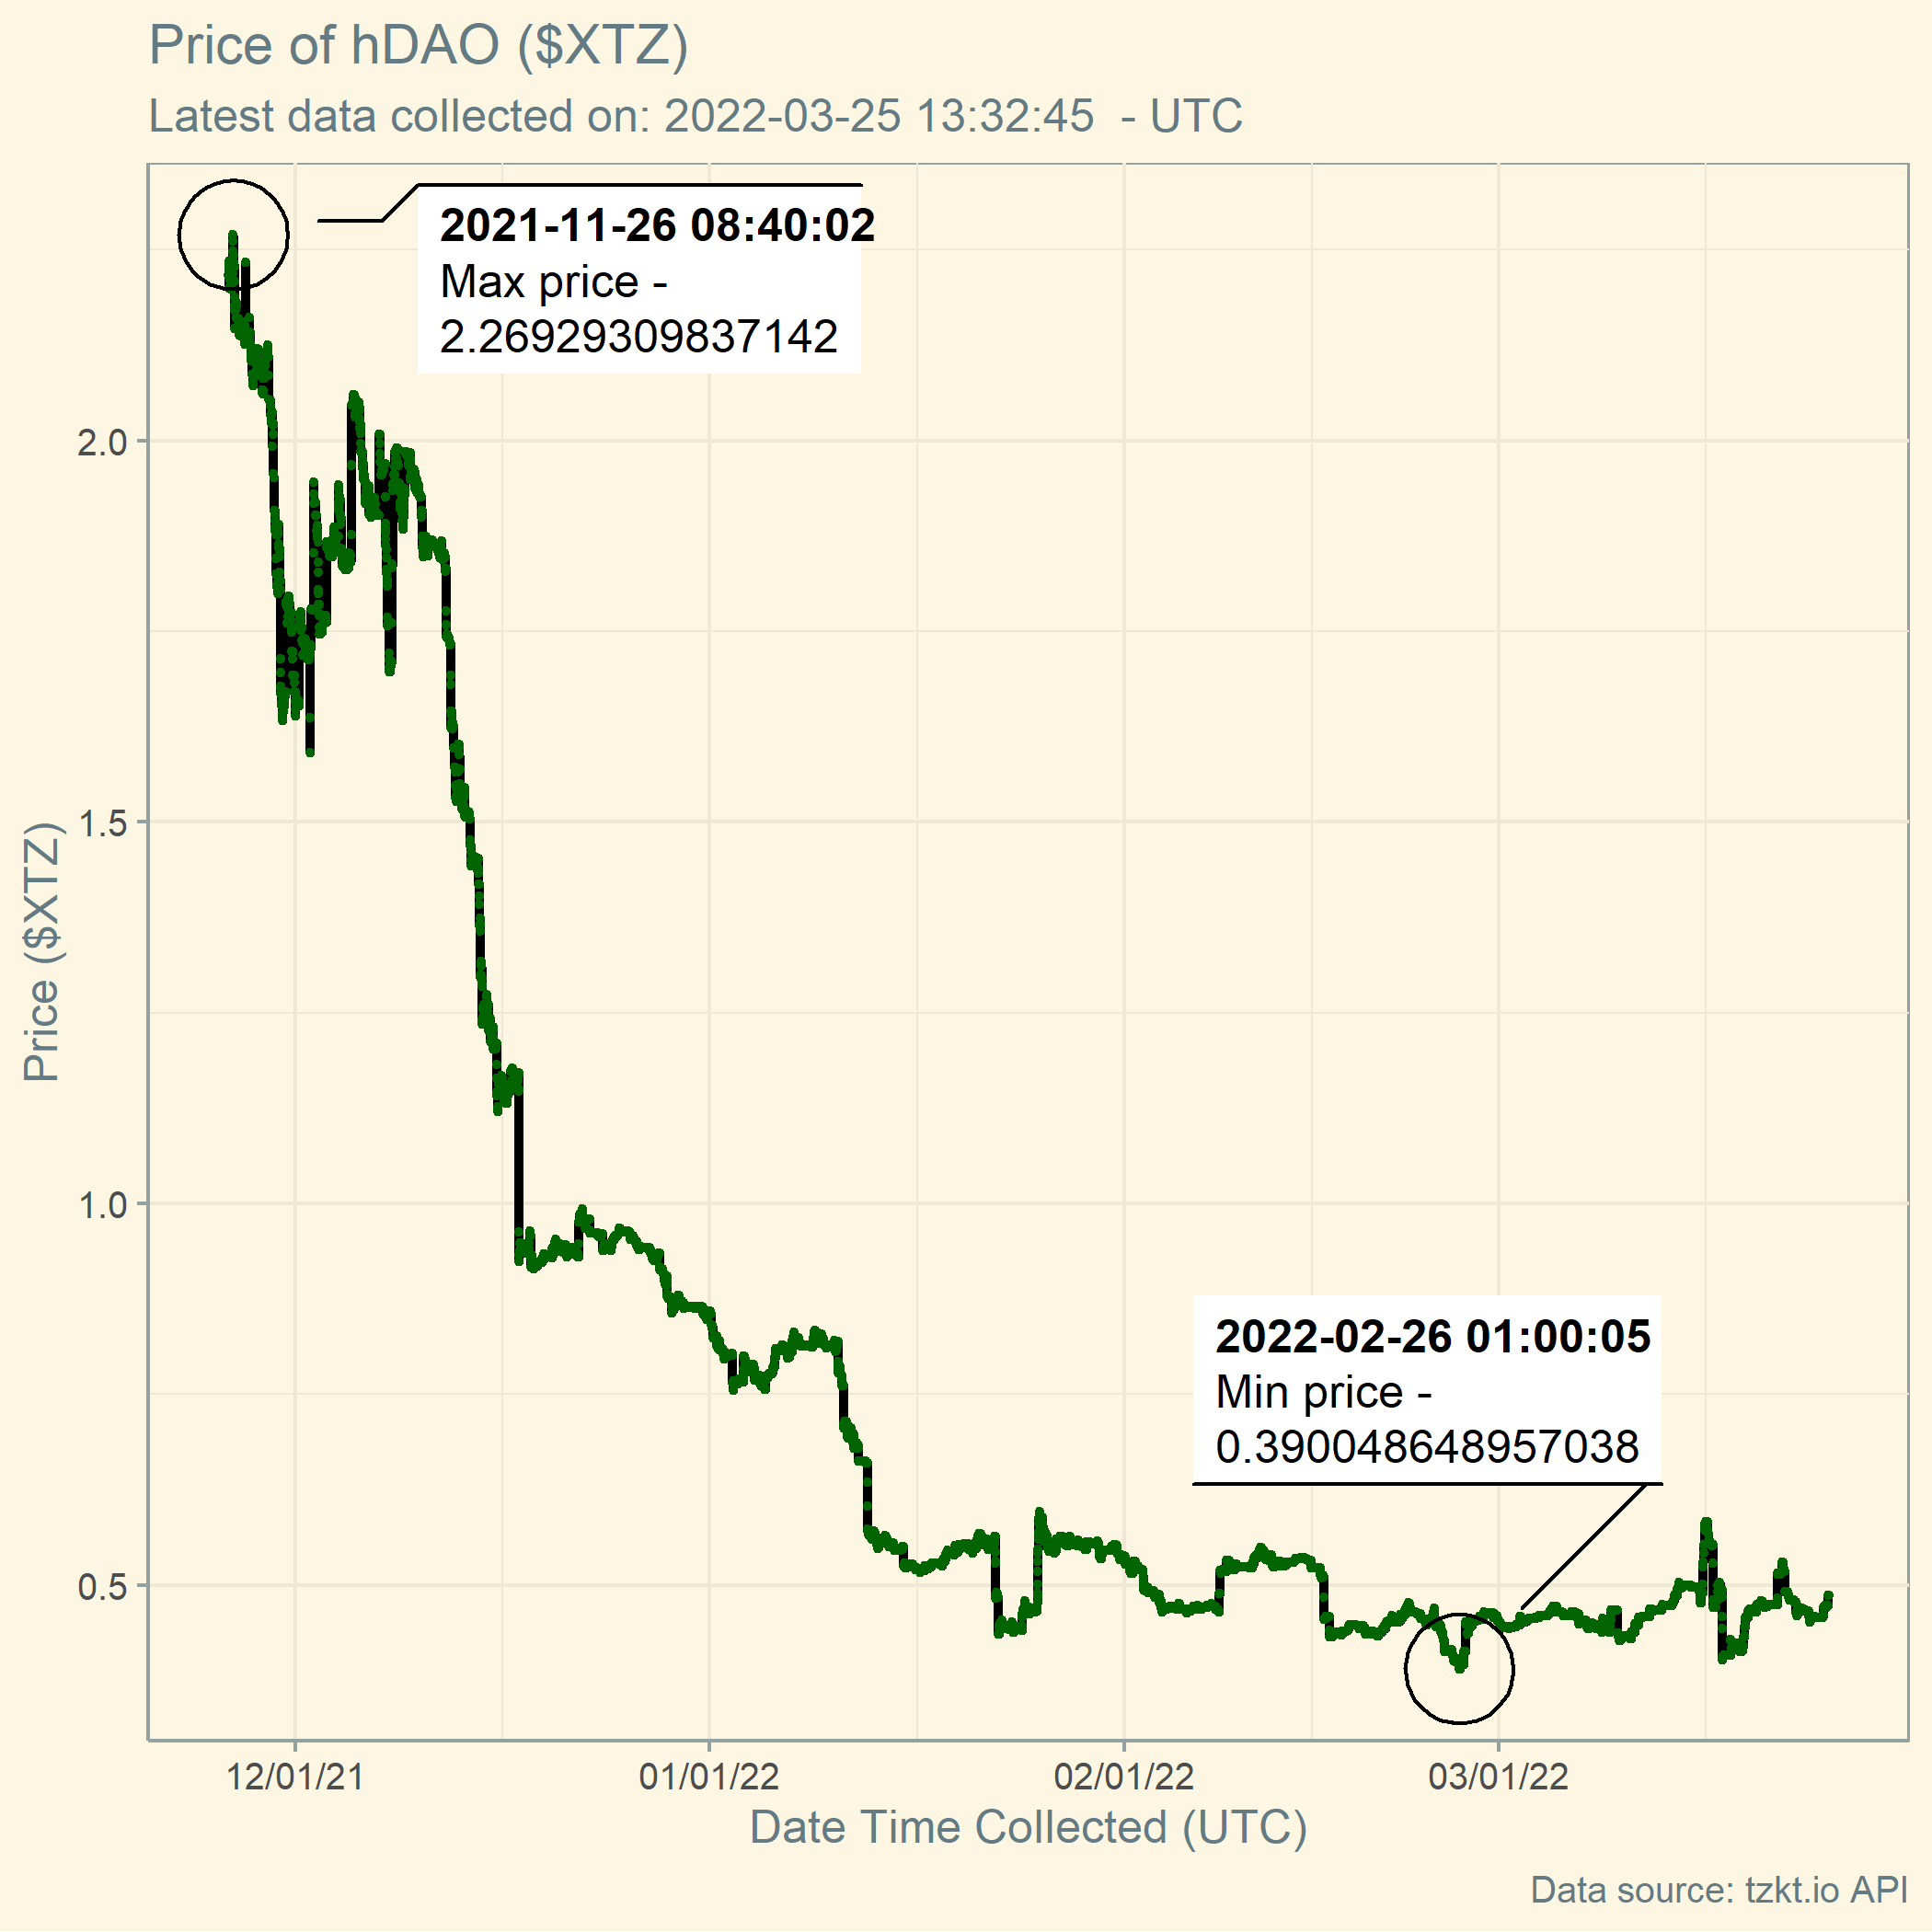 Price of hDAO ($XTZ)
Latest data collected on: 2022-03-25 13:32:45  - UTC
2021-11-26 08:40:02
Max price -
2.26929309837142
2.0
1.5
1.0
0.5
Price ($XTZ)
2022-02-26 01:00:05
Min price -
0.390048648957038
12/01/21
01/01/22
02/01/22
03/01/22
Date Time Collected (UTC)
Data source: tzkt.io API